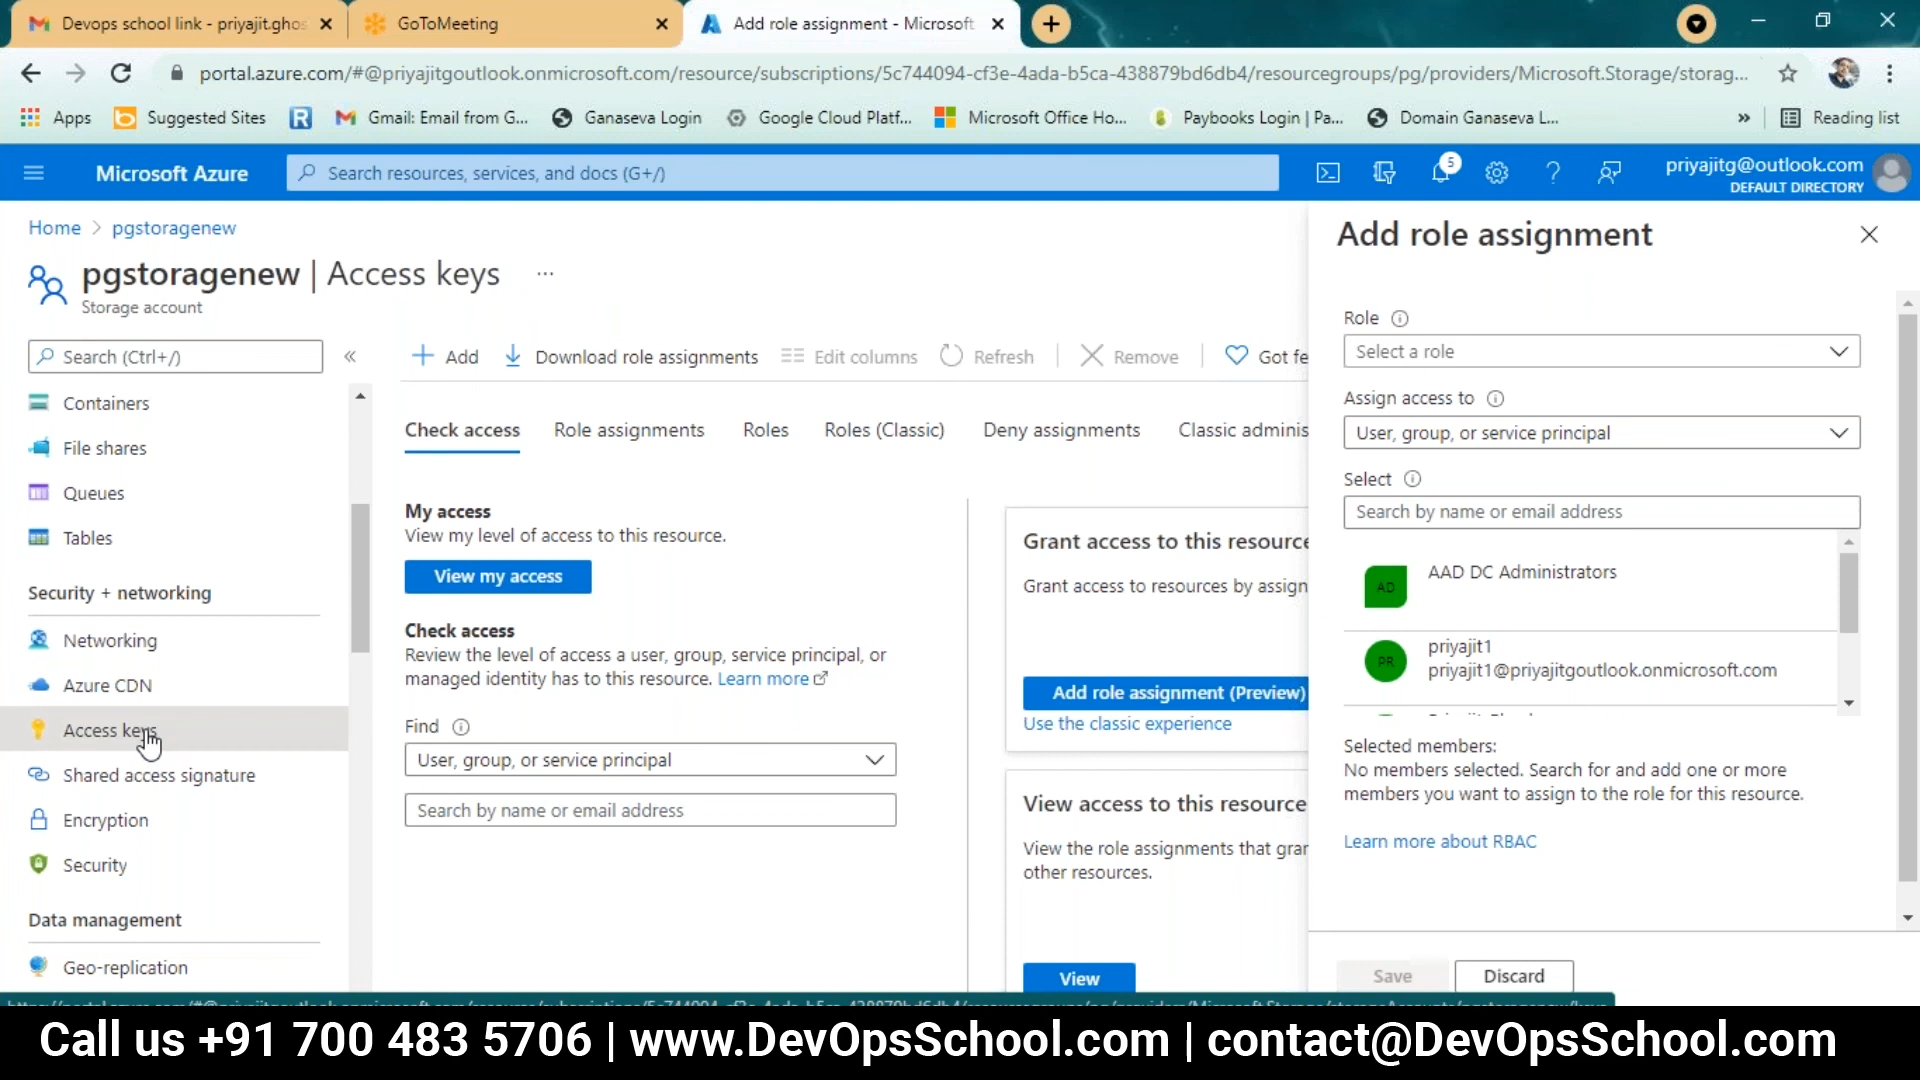 Devops school link - priyajit.ghos
GoToMeeting
Add role assignment - Microsoft
portal.azure.com/#@priyajitgoutlook.onmicrosoft.com/resource/subscriptions/5c744094-cf3e-4ada-b5ca-438879bd6db4/resourcegroups/pg/providers/Microsoft.Storage/storag...
Apps
Suggested Sites
R
Gmail: Email from G...
Ganaseva Login
Google Cloud Platf...
Microsoft Office Ho...
Paybooks Login | Pa...
Domain Ganaseva L...
»
Reading list
Microsoft Azure
Search resources, services, and docs (G+/)
5
priyajitg@outlook.com
DEFAULT DIRECTORY
Home > pgstoragenew
pgstoragenew | Access keys ...
Storage account
Search (Ctrl+/)
«
Containers
File shares
Queues
Tables
Security + networking
Networking
Azure CDN
Access keys
Shared access signature
Encryption
Security
Data management
Geo-replication
Add
Download role assignments
Edit columns
Refresh
Remove
Got fe
Check access
Role assignments
Roles
Roles (Classic)
Deny assignments
Classic adminis
My access
View my level of access to this resource.
View my access
Check access
Review the level of access a user, group, service principal, or
managed identity has to this resource. Learn more
Find
User, group, or service principal
Search by name or email address
Grant access to this resource
Grant access to resources by assign
Add role assignment (Preview)
Use the classic experience
View access to this resource
View the role assignments that gran
other resources.
View
Add role assignment
Role
Select a role
Assign access to
User, group, or service principal
Select
Search by name or email address
AD
AAD DC Administrators
PR
priyajit1
priyajit1@priyajitgoutlook.onmicrosoft.com
Selected members:
No members selected. Search for and add one or more
members you want to assign to the role for this resource.
Learn more about RBAC
Save
Discard
Call us +91 700 483 5706 | www.DevOpsSchool.com | contact@DevOpsSchool.com